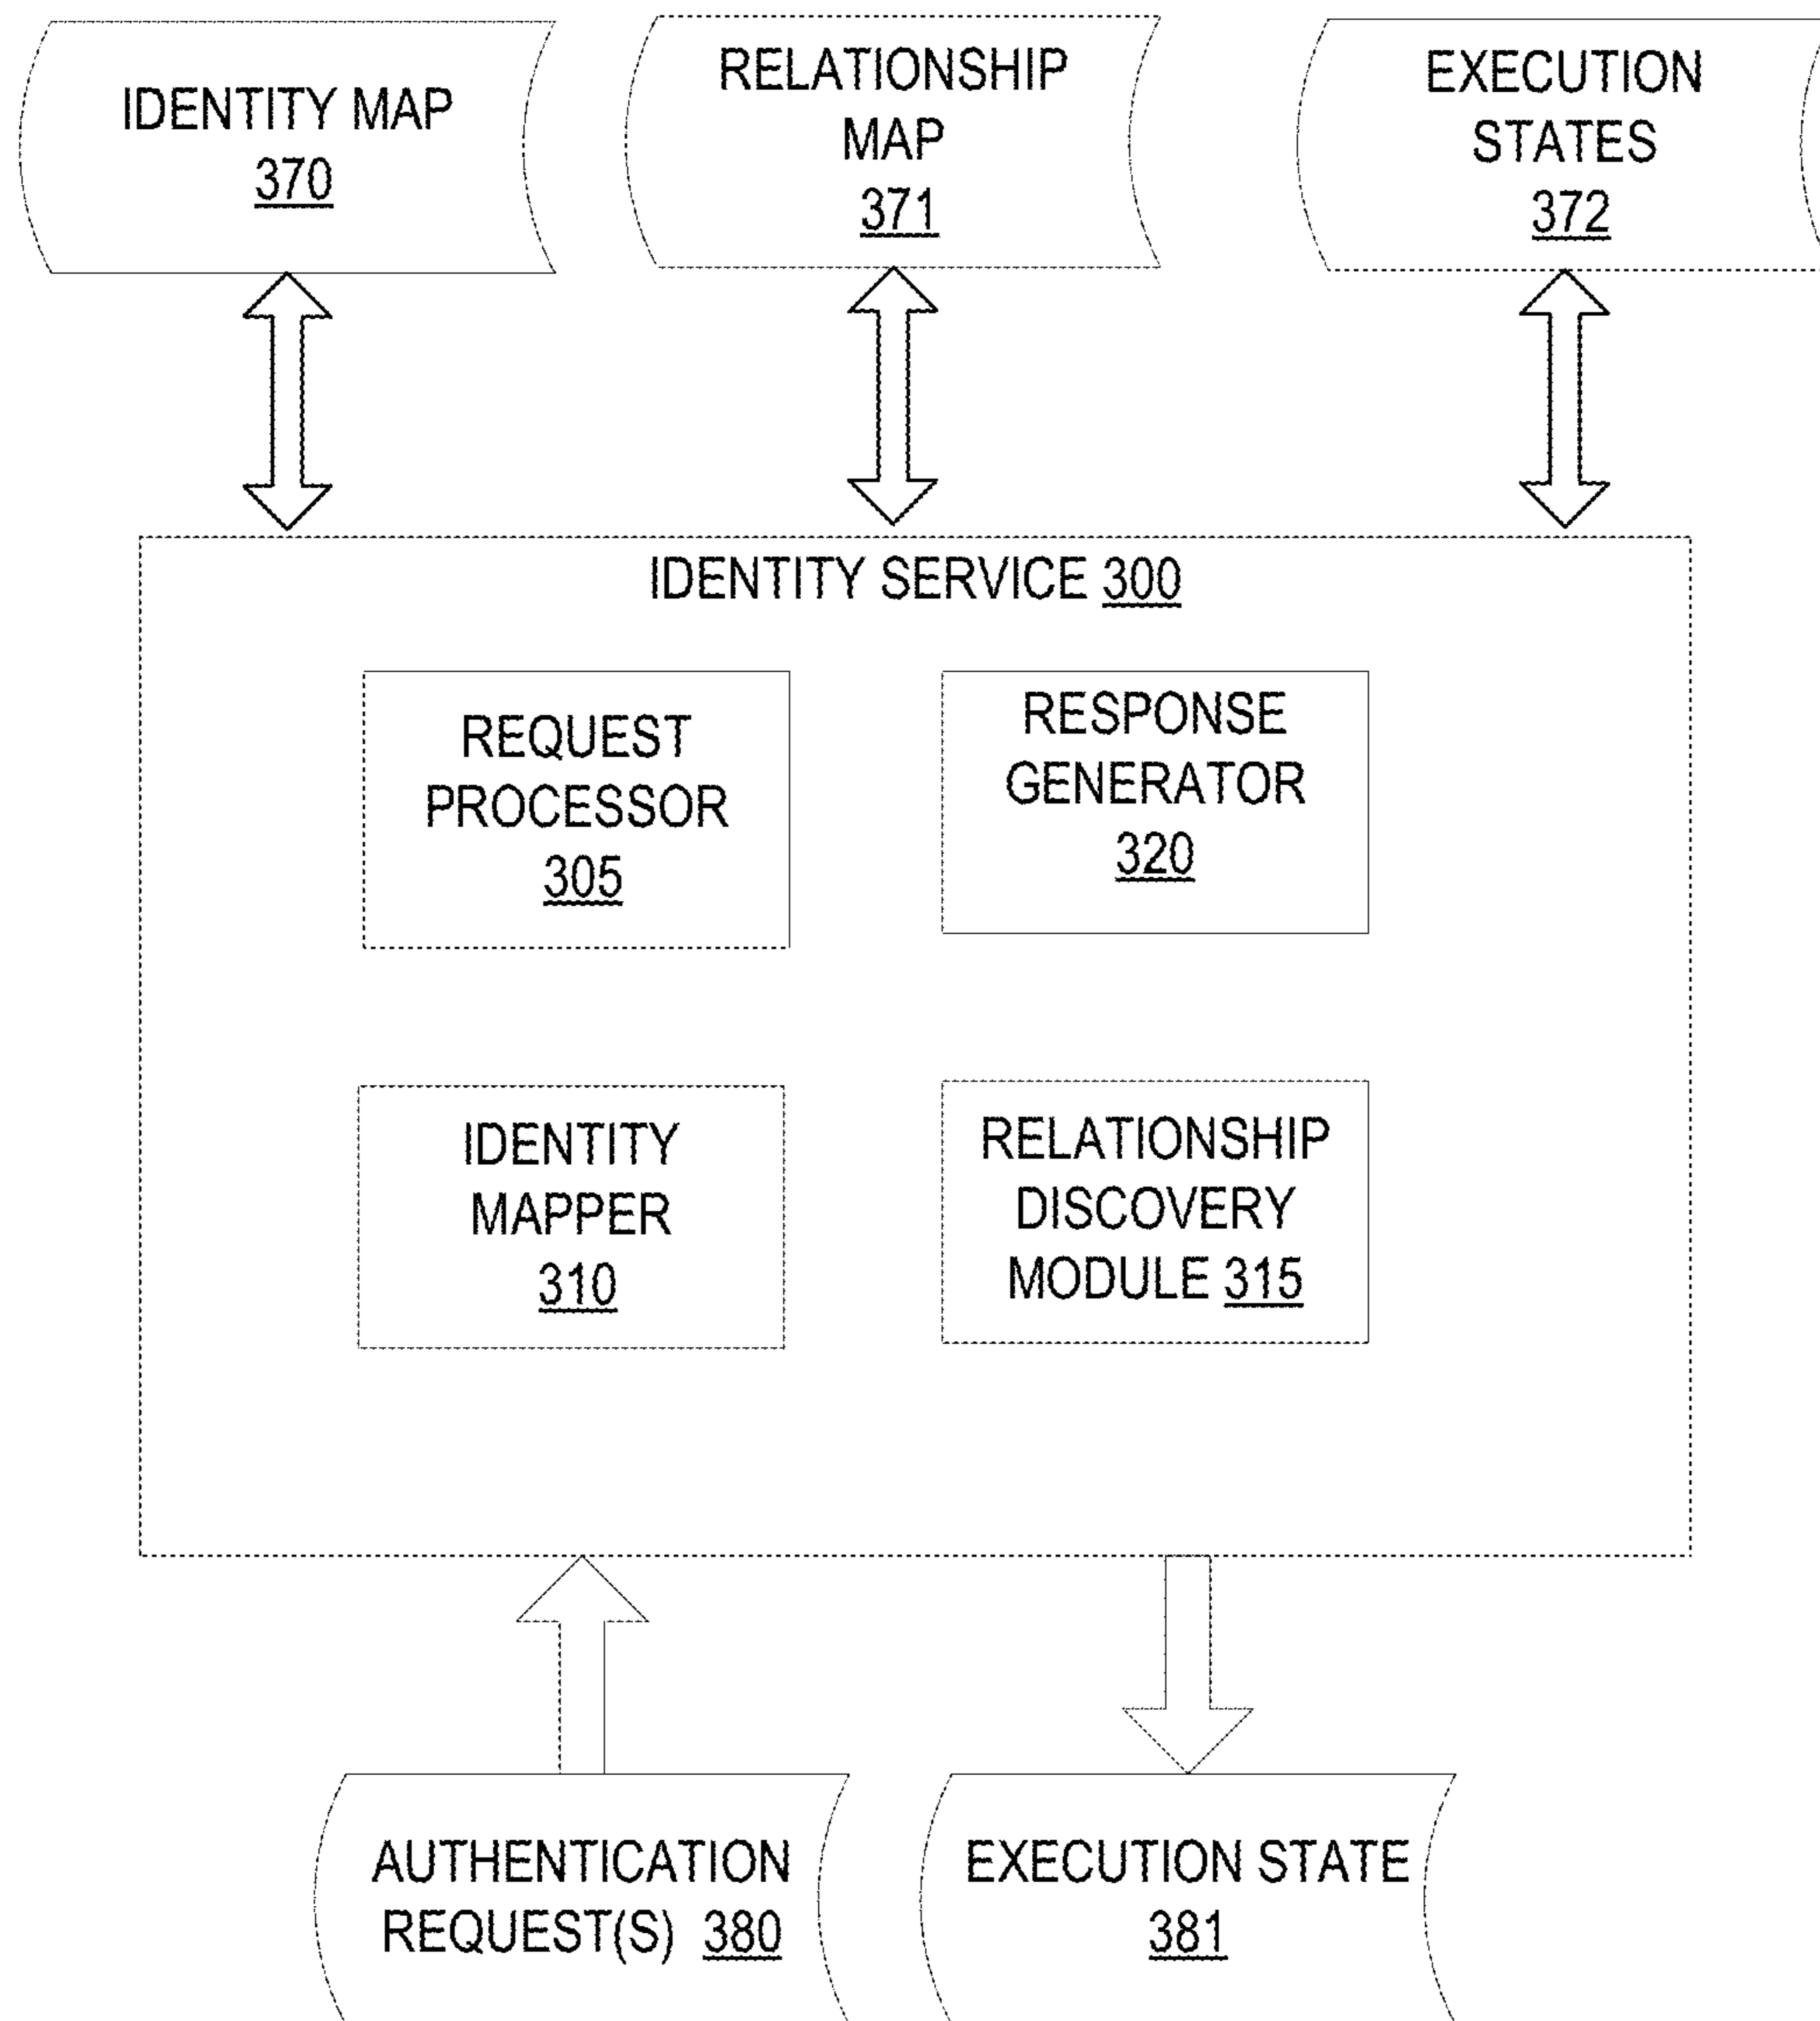 IDENTITY MAP
370
RELATIONSHIP
MAP
371
EXECUTION
STATES
372
IDENTITY SERVICE 300
REQUEST
PROCESSOR
305
RESPONSE
GENERATOR
320
IDENTITY
MAPPER
310
RELATIONSHIP
DISCOVERY
MODULE 315
AUTHENTICATION
REQUEST(S) 380
EXECUTION STATE
381